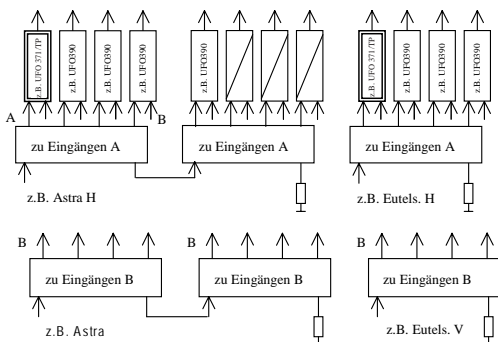 z.B. UFO 371/TP
z.B. UFO390
z.B. UFO390
z.B. UFO390
z.B. UFO390
z.B. UFO 371/TP
z.B. UFO390
z.B. UFO390
z.B. UFO390
A
B
zu Eingängen A
zu Eingängen A
zu Eingängen A
z.B. Astra H
z.B. Eutels. H
B
B
B
zu Eingängen B
zu Eingängen B
zu Eingängen B
z.B. Astra
z.B. Eutels. V